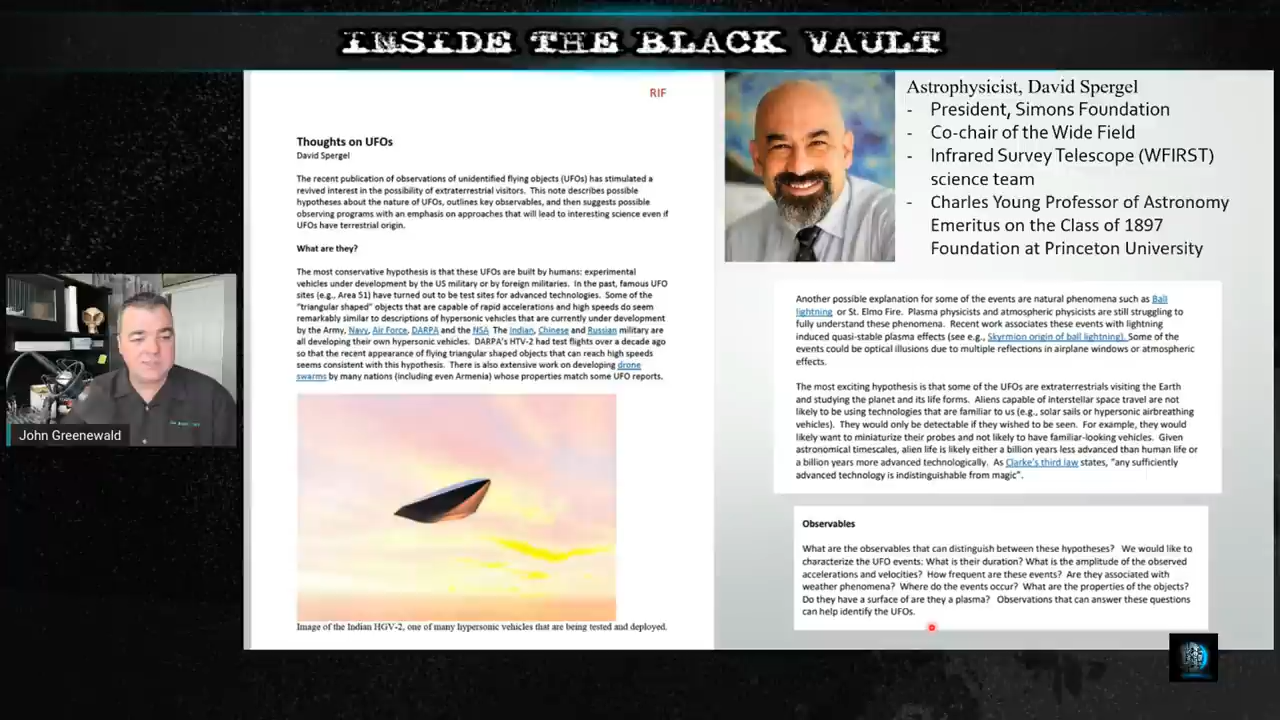 INSIDE THE BLACK VAULT
RIF
Thoughts on UFOs
David Spergel
The recent publication of observations of unidentified flying objects (UFOs) has stimulated a
revived interest in the possibility of extraterrestrial visitors. This note describes possible
hypotheses about the nature of UFOs, outlines key observables, and then suggests possible
observing programs with an emphasis on approaches that will lead to interesting science even if
UFOs have terrestrial origin.
What are they?
The most conservative hypothesis is that these UFOs are built by humans: experimental
vehicles under development by the US military or by foreign militaries. In the past, famous UFO
sites (e.g., Area 51) have turned out to be test sites for advanced technologies. Some of the
"triangular shaped" objects that are capable of rapid accelerations and high speeds do seem
remarkably similar to descriptions of hypersonic vehicles that are currently under development
by the Army, Navy, Air Force, DARPA and the NSA The Indian, Chinese and Russian military are
all developing their own hypersonic vehicles. DARPA's HTV-2 had test flights over a decade ago
so that the recent appearance of flying triangular shaped objects that can reach high speeds
seems consistent with this hypothesis. There is also extensive work on developing drone
swarms by many nations (including even Armenia) whose properties match some UFO reports.
Image of the Indian HGV-2, one of many hypersonic vehicles that are being tested and deployed.
Astrophysicist, David Spergel
- President, Simons Foundation
- Co-chair of the Wide Field
- Infrared Survey Telescope (WFIRST)
science team
- Charles Young Professor of Astronomy
Emeritus on the Class of 1897
Foundation at Princeton University
Another possible explanation for some of the events are natural phenomena such as Ball
lightning or St. Elmo Fire. Plasma physicists and atmospheric physicists are still struggling to
fully understand these phenomena. Recent work associates these events with lightning
induced quasi-stable plasma effects (see e.g., Skyrmion origin of ball lightning). Some of the
events could be optical illusions due to multiple reflections in airplane windows or atmospheric
effects.
The most exciting hypothesis is that some of the UFOs are extraterrestrials visiting the Earth
and studying the planet and its life forms. Aliens capable of interstellar space travel are not
likely to be using technologies that are familiar to us (e.g., solar sails or hypersonic airbreathing
vehicles). They would only be detectable if they wished to be seen. For example, they would
likely want to miniaturize their probes and not likely to have familiar-looking vehicles. Given
astronomical timescales, alien life is likely either a billion years less advanced than human life or
a billion years more advanced technologically. As Clarke's third law states, "any sufficiently
advanced technology is indistinguishable from magic".
Observables
What are the observables that can distinguish between these hypotheses? We would like to
characterize the UFO events: What is their duration? What is the amplitude of the observed
accelerations and velocities? How frequent are these events? Are they associated with
weather phenomena? Where do the events occur? What are the properties of the objects?
Do they have a surface of are they a plasma? Observations that can answer these questions
can help identify the UFOs.
John Greenewald